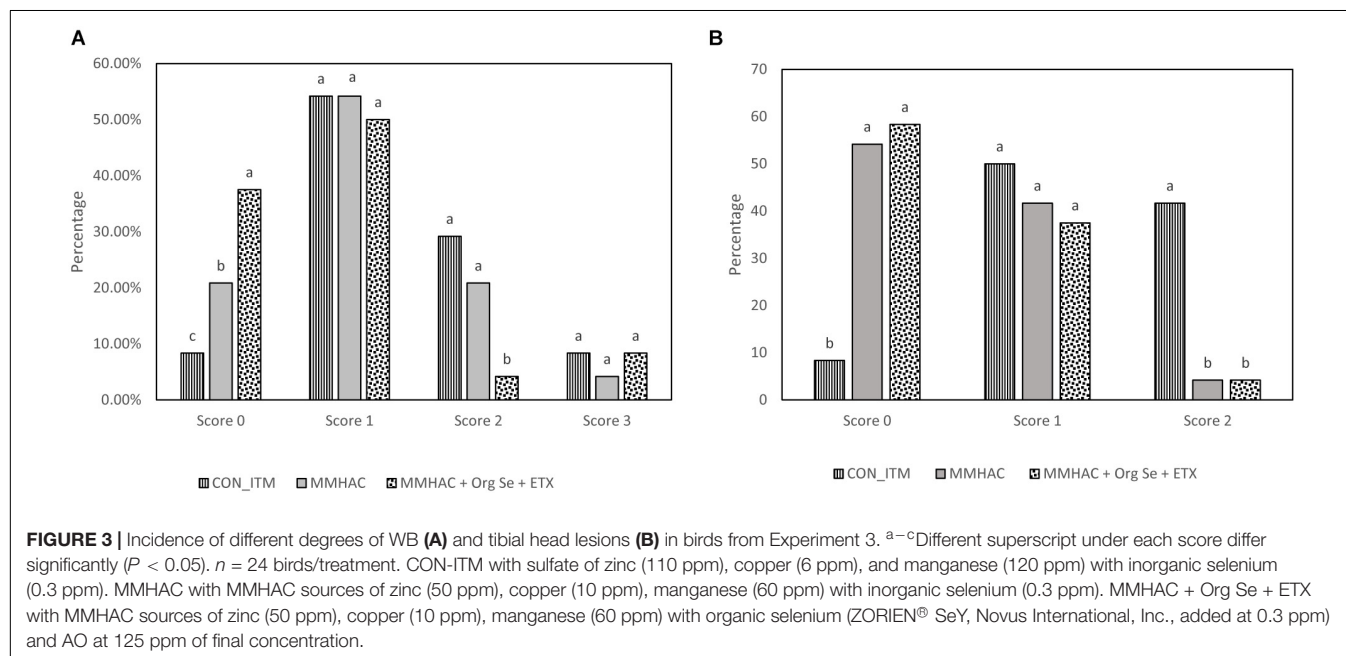 A
60.00%
50.00%
40.00%
30.00%
20.00%
10.00%
0.00%
Percentage
c b a
a a a
a a b
a a a
Score 0 Score 1 Score 2 Score 3
CON_ITM MMHAC MMHAC + Org Se + ETX
B
70
60
50
40
30
20
10
0
Percentage
b a a
a a a
a b b
Score 0 Score 1 Score 2
CON_ITM MMHAC MMHAC + Org Se + ETX
FIGURE 3 | Incidence of different degrees of WB (A) and tibial head lesions (B) in birds from Experiment 3. a–cDifferent superscript under each score differ
significantly (P < 0.05). n = 24 birds/treatment. CON-ITM with sulfate of zinc (110 ppm), copper (6 ppm), and manganese (120 ppm) with inorganic selenium
(0.3 ppm). MMHAC with MMHAC sources of zinc (50 ppm), copper (10 ppm), manganese (60 ppm) with inorganic selenium (0.3 ppm). MMHAC + Org Se + ETX
with MMHAC sources of zinc (50 ppm), copper (10 ppm), manganese (60 ppm) with organic selenium (ZORIEN® SeY, Novus International, Inc., added at 0.3 ppm)
and AO at 125 ppm of final concentration.